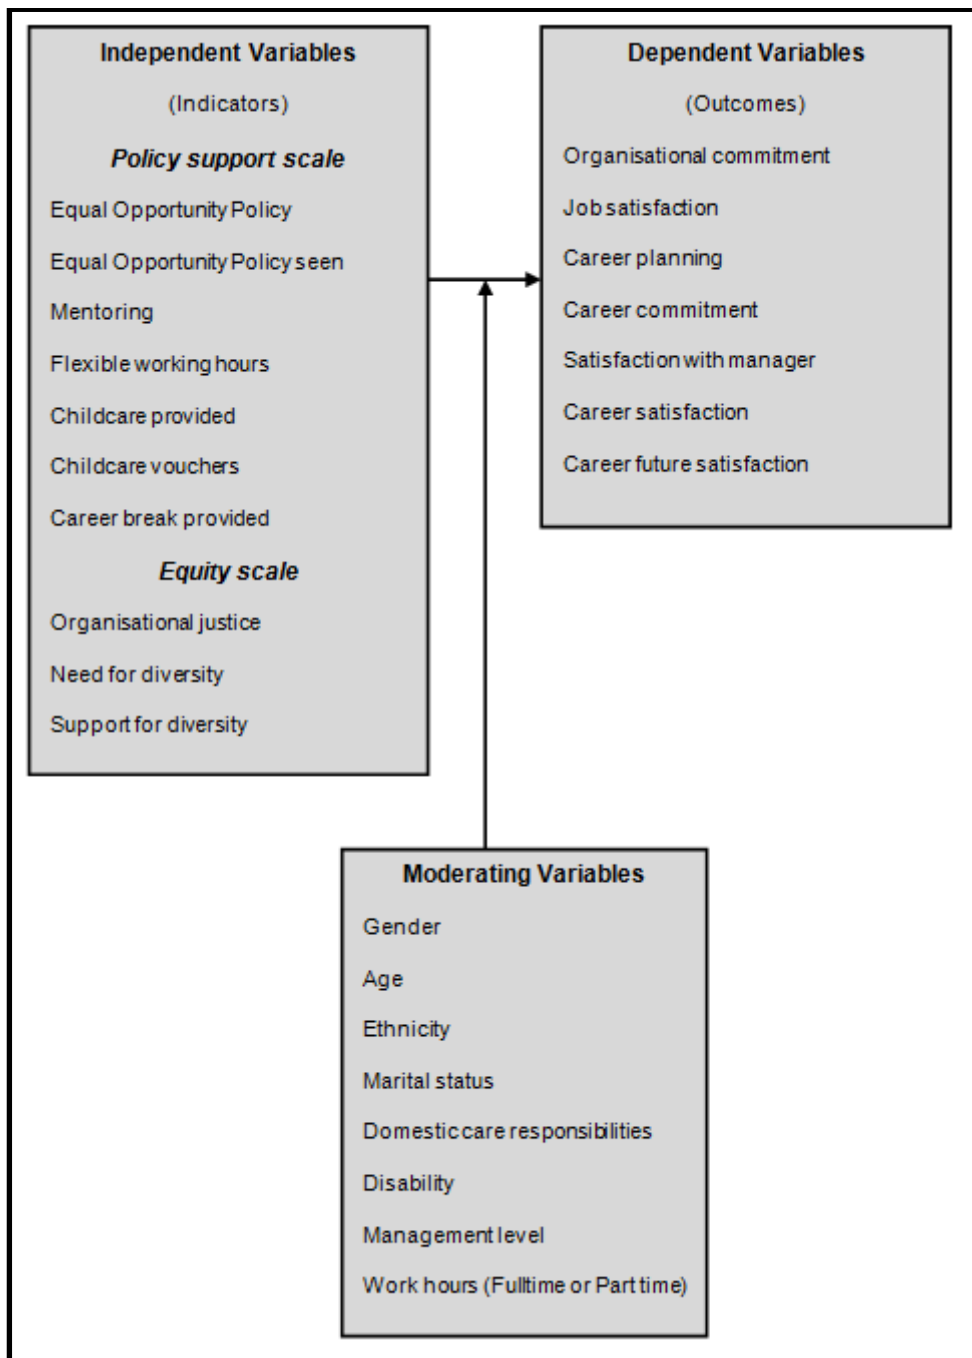 Independent Variables
(Indicators)
Policy support scale
Equal Opportunity Policy
Equal Opportunity Policy seen
Mentoring
Flexible working hours
Childcare provided
Childcare vouchers
Career break provided
Equity scale
Organisational justice
Need for diversity
Support for diversity
Dependent Variables
(Outcomes)
Organisational commitment
Job satisfaction
Career planning
Career commitment
Satisfaction with manager
Career satisfaction
Career future satisfaction
Moderating Variables
Gender
Age
Ethnicity
Marital status
Domestic care responsibilities
Disability
Management level
Work hours (Fulltime or Part time)